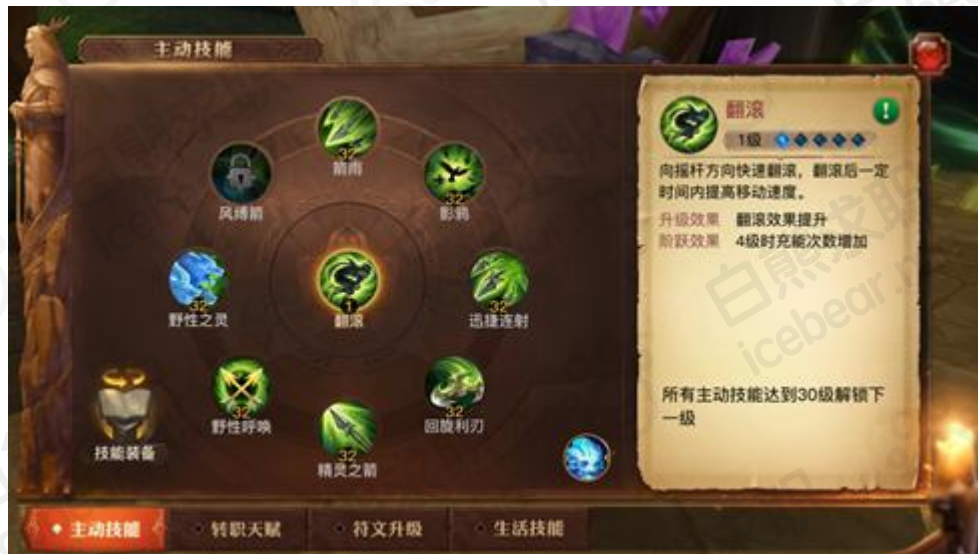 主动技能
翻滚
1级
向摇杆方向快速翻滚，翻滚后一定
时间内提高移动速度。
升级效果 翻滚效果提升
阶跃效果 4级时充能次数增加
所有主动技能达到30级解锁下
一级
32
箭雨
风缚箭
32
影鸦
32
野性之灵
1
翻滚
32
迅捷连射
32
野性呼唤
32
回旋利刃
32
精灵之箭
技能装备
主动技能
转职天赋
符文升级
生活技能